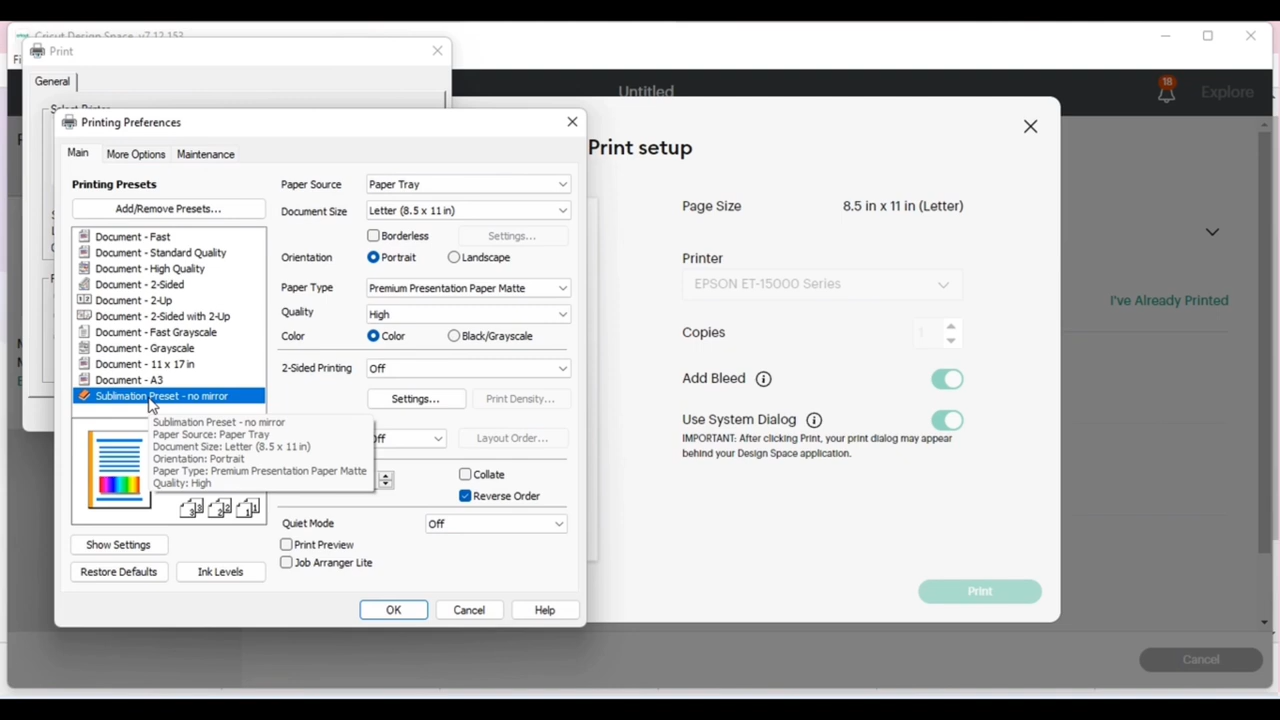 Cricut Design Space v7.12.153
Print
General
Untitled
18
Explore
Printing Preferences
Main
More Options
Maintenance
Printing Presets
Add/Remove Presets...
Document - Fast
Document - Standard Quality
Document - High Quality
Document - 2-Sided
Document - 2-Up
Document - 2-Sided with 2-Up
Document - Fast Grayscale
Document - Grayscale
Document - 11 x 17 in
Document - A3
Sublimation Preset - no mirror
Sublimation Preset - no mirror
Paper Source: Paper Tray
Document Size: Letter (8.5 x 11 in)
Orientation: Portrait
Paper Type: Premium Presentation Paper Matte
Quality: High
Show Settings
Restore Defaults
Ink Levels
Paper Source
Paper Tray
Document Size
Letter (8.5 x 11 in)
Borderless
Settings...
Orientation
Portrait
Landscape
Paper Type
Premium Presentation Paper Matte
Quality
High
Color
Color
Black/Grayscale
2-Sided Printing
Off
Settings...
Print Density...
Layout Order...
Collate
Reverse Order
Quiet Mode
Off
Print Preview
Job Arranger Lite
OK
Cancel
Help
Print setup
Page Size
8.5 in x 11 in (Letter)
Printer
EPSON ET-15000 Series
Copies
1
Add Bleed
Use System Dialog
IMPORTANT: After clicking Print, your print dialog may appear
behind your Design Space application.
Print
I've Already Printed
Cancel